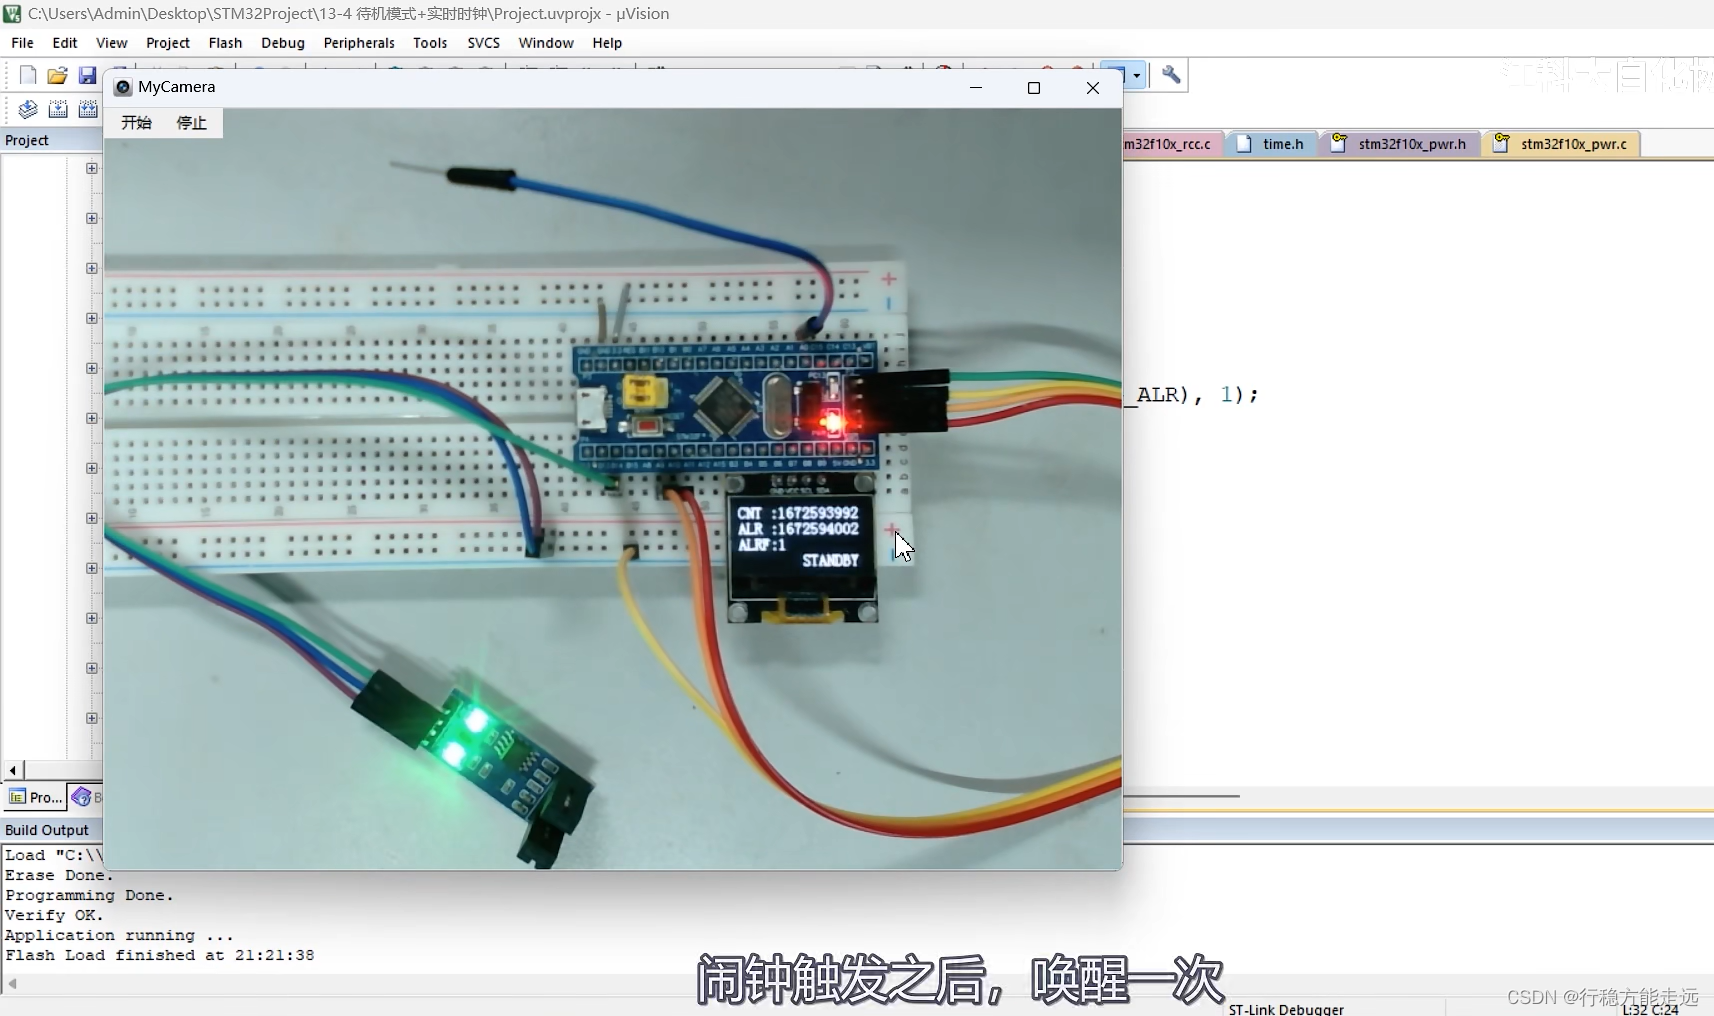 C:\Users\Admin\Desktop\STM32Project\13-4 待机模式+实时时钟\Project.uvprojx - µVision
File Edit View Project Flash Debug Peripherals Tools SVCS Window Help
MyCamera
开始 停止
Project
m32f10x_rcc.c time.h stm32f10x_pwr.h stm32f10x_pwr.c
_ALR), 1);
CNT :1672593992
ALR :1672594002
ALRF:1
STANDBY
Pro...
Build Output
Load "C:\\
Erase Done.
Programming Done.
Verify OK.
Application running ...
Flash Load finished at 21:21:38
闹钟触发之后，唤醒一次
CSDN @行稳方能走远
ST-Link Debugger
L:32 C:24